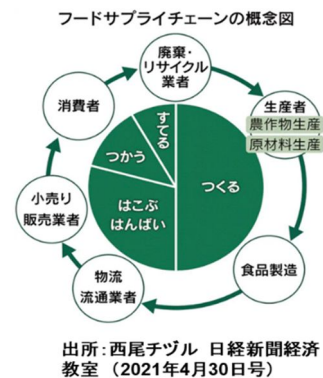 フードサプライチェーンの概念図
廃棄・
リサイクル
業者
生産者
農作物生産
原材料生産
食品製造
物流
流通業者
小売り
販売業者
消費者
つくる
はこぶ
はんばい
つかう
すてる
出所：西尾チヅル 日経新聞経済
教室（2021年4月30日号）